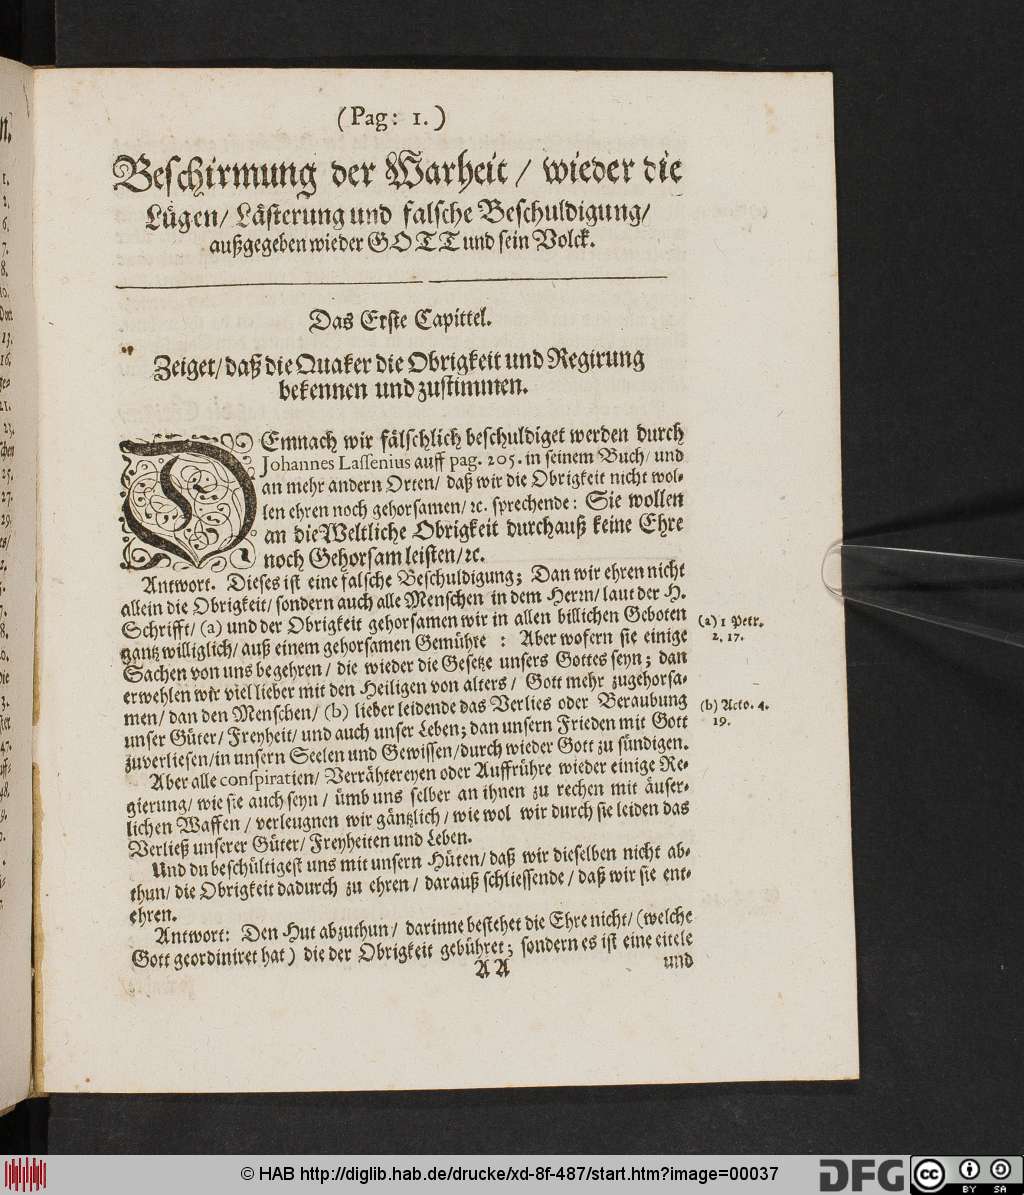 (Pag: 1.)
Beschirmung der Warheit / wieder die
Lügen/ Lästerung und falsche Beschuldigung/
außgegeben wieder GOTT und sein Volck.
Das Erste Capittel.
Zeiget/ daß die Quaker die Obrigkeit und Regirung
bekennen und zustimmen.
DEmnach wir fälschlich beschuldiget werden durch
Johannes Lassenius auff pag. 205. in seinem Buch/ und
an mehr andern Orten/ daß wir die Obrigkeit nicht wol-
len ehren noch gehorsamen/ ꝛc. sprechende: Sie wollen
an die Weltliche Obrigkeit durchauß keine Ehre
noch Gehorsam leisten/ ꝛc.
Antwort. Dieses ist eine falsche Beschuldigung; Dan wir ehren nicht
allein die Obrigkeit/ sondern auch alle Menschen in dem Herrn/ laut der H.
Schrifft/ (a) und der Obrigkeit gehorsamen wir in allen billichen Geboten
gantz williglich/ auß einem gehorsamen Gemühte : Aber wofern sie einige
Sachen von uns begehren/ die wieder die Gesetze unsers Gottes seyn; dan
erwehlen wir viel lieber mit den Heiligen von alters/ Gott mehr zugehorsa-
men/ dan den Menschen/ (b) lieber leidende das Verlies oder Beraubung
unser Güter/ Freyheit/ und auch unser Leben; dan unsern Frieden mit Gott
zuverliesen/ in unsern Seelen und Gewissen/ durch wieder Gott zu sündigen.
(a) 1 Petr.
2. 17.
(b) Acto. 4.
19.
Aber alle conspiratien/ Verrähtereyen oder Auffrühre wieder einige Re-
gierung/ wie sie auch seyn / ümb uns selber an ihnen zu rechen mit äuser-
lichen Waffen / verleugnen wir gäntzlich / wie wol wir durch sie leiden das
Verließ unserer Güter/ Freyheiten und Leben.
Und du beschültigest uns mit unsern Hüten/ daß wir dieselben nicht ab-
thun/ die Obrigkeit dadurch zu ehren / darauß schliessende / daß wir sie ent-
ehren.
Antwort: Den Hut abzuthun/ darinne bestehet die Ehre nicht/ (welche
Gott geordiniret hat) die der Obrigkeit gebühret; sondern es ist eine eitele
AA
und
© HAB http://diglib.hab.de/drucke/xd-8f-487/start.htm?image=00037
DFG
cc BY SA